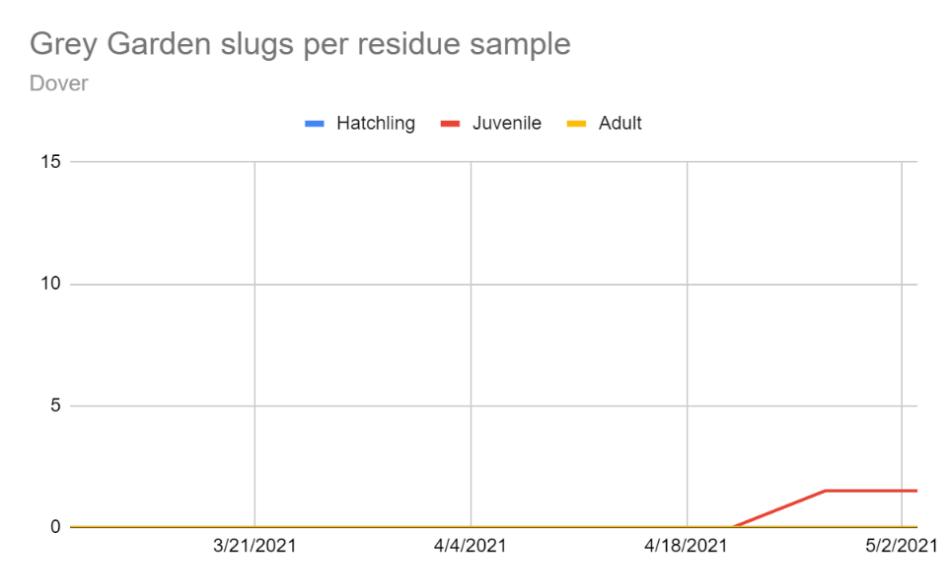 Grey Garden slugs per residue sample
Dover
Hatchling Juvenile Adult
15
10
5
0
3/21/2021 4/4/2021 4/18/2021 5/2/2021